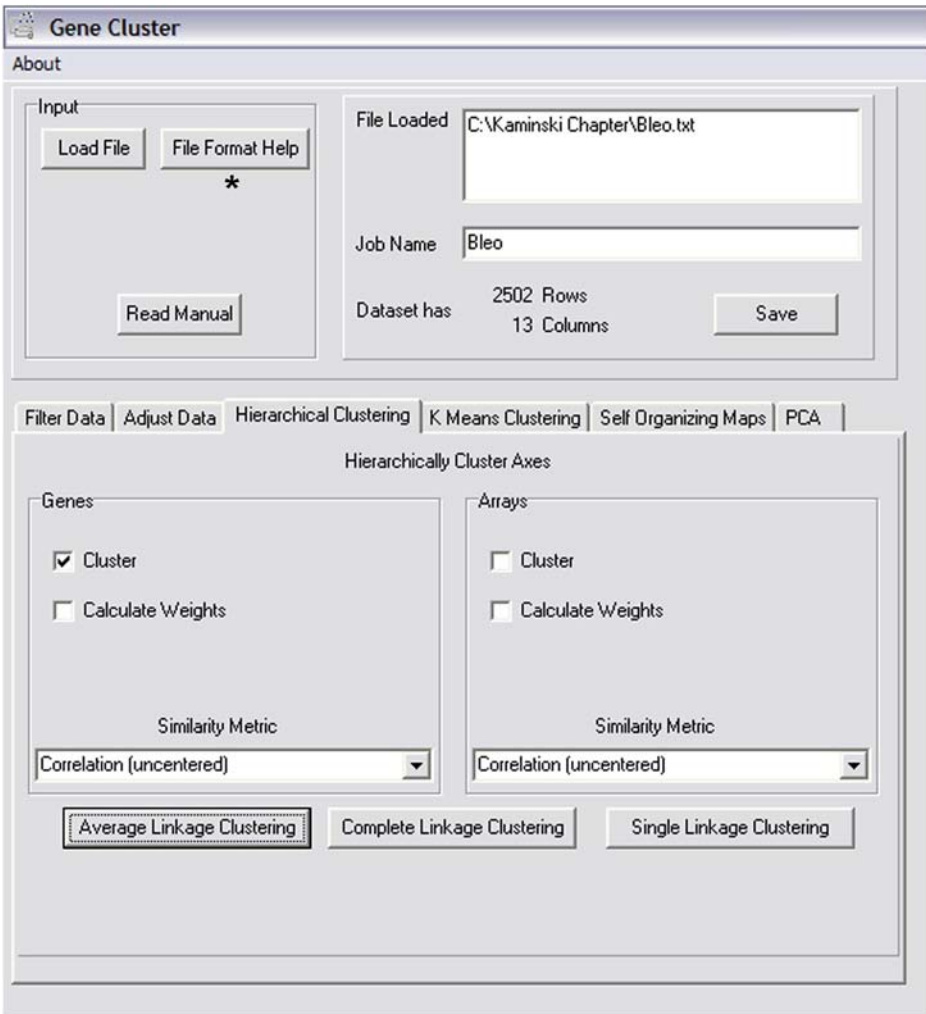 Gene Cluster
About
Input
Load File
File Format Help
*
Read Manual
File Loaded
C:\Kaminski Chapter\Bleo.txt
Job Name
Bleo
Dataset has
2502 Rows
13 Columns
Save
Filter Data
Adjust Data
Hierarchical Clustering
K Means Clustering
Self Organizing Maps
PCA
Hierarchically Cluster Axes
Genes
Cluster
Calculate Weights
Similarity Metric
Correlation (uncentered)
Arrays
Cluster
Calculate Weights
Similarity Metric
Correlation (uncentered)
Average Linkage Clustering
Complete Linkage Clustering
Single Linkage Clustering